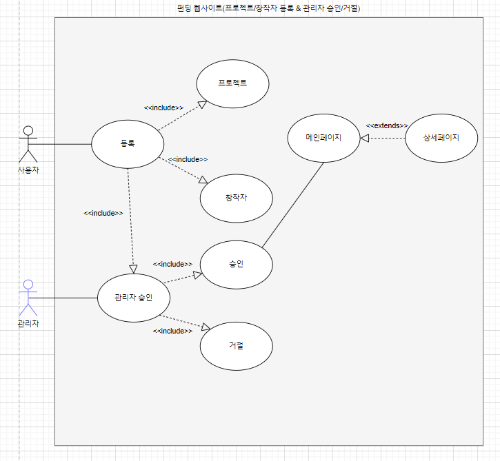 펀딩 웹사이트(프로젝트/창작자 등록 & 관리자 승인/거절)
프로젝트
<<include>>
등록
메인페이지
<<extends>>
상세페이지
사용자
<<include>>
창작자
<<include>>
승인
<<include>>
관리자 승인
관리자
<<include>>
거절